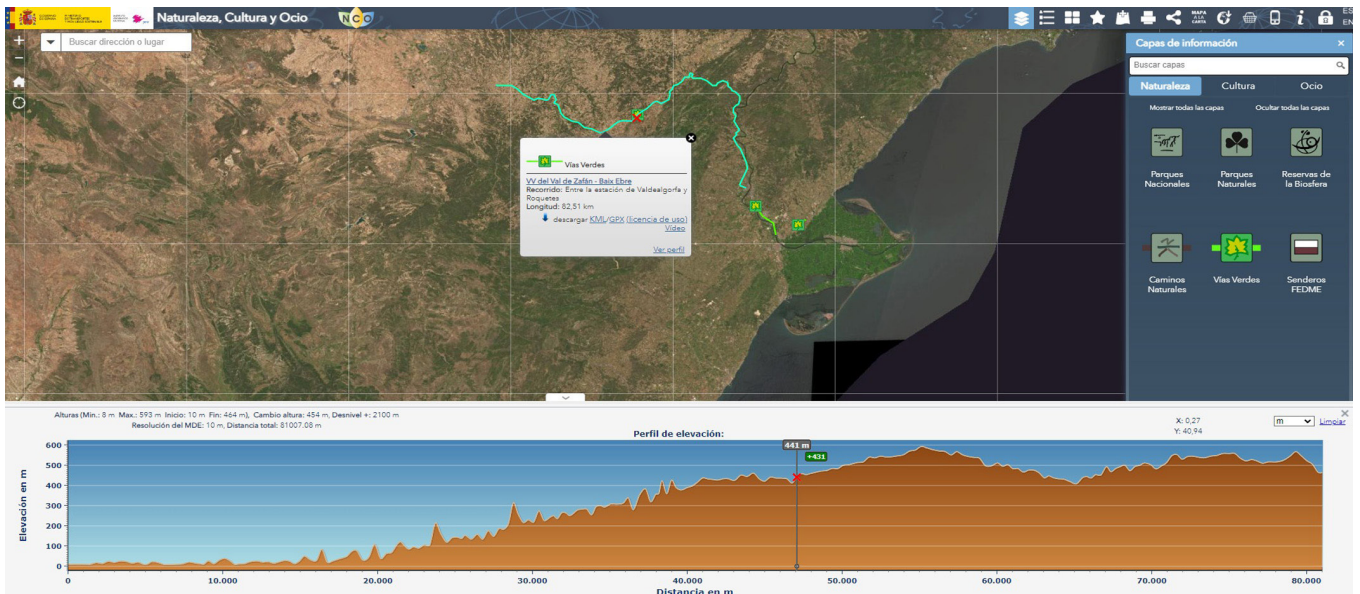 Naturaleza, Cultura y Ocio
NCO
MAPA
A LA
CARTA
ES
EN
Buscar dirección o lugar
Capas de información
Buscar capas
Naturaleza Cultura Ocio
Mostrar todas las capas Ocultar todas las capas
Parques
Nacionales
Parques
Naturales
Reservas de
la Biosfera
Caminos
Naturales
Vías Verdes
Senderos
FEDME
Vías Verdes
VV del Val de Zafán - Baix Ebre
Recorrido: Entre la estación de Valdealgorfa y
Roquetes
Longitud: 82,51 km
descargar KML/GPX (licencia de uso)
Vídeo
Ver perfil
Alturas (Min.: 8 m Max.: 593 m Inicio: 10 m Fin: 464 m), Cambio altura: 454 m, Desnivel +: 2100 m
Resolución del MDE: 10 m, Distancia total: 81007.08 m
Perfil de elevación:
X: 0,27
Y: 40,94
m
Limpiar
441 m
+431
Elevación en m
600
500
400
300
200
100
0
0 10.000 20.000 30.000 40.000 50.000 60.000 70.000 80.000
Distancia en m